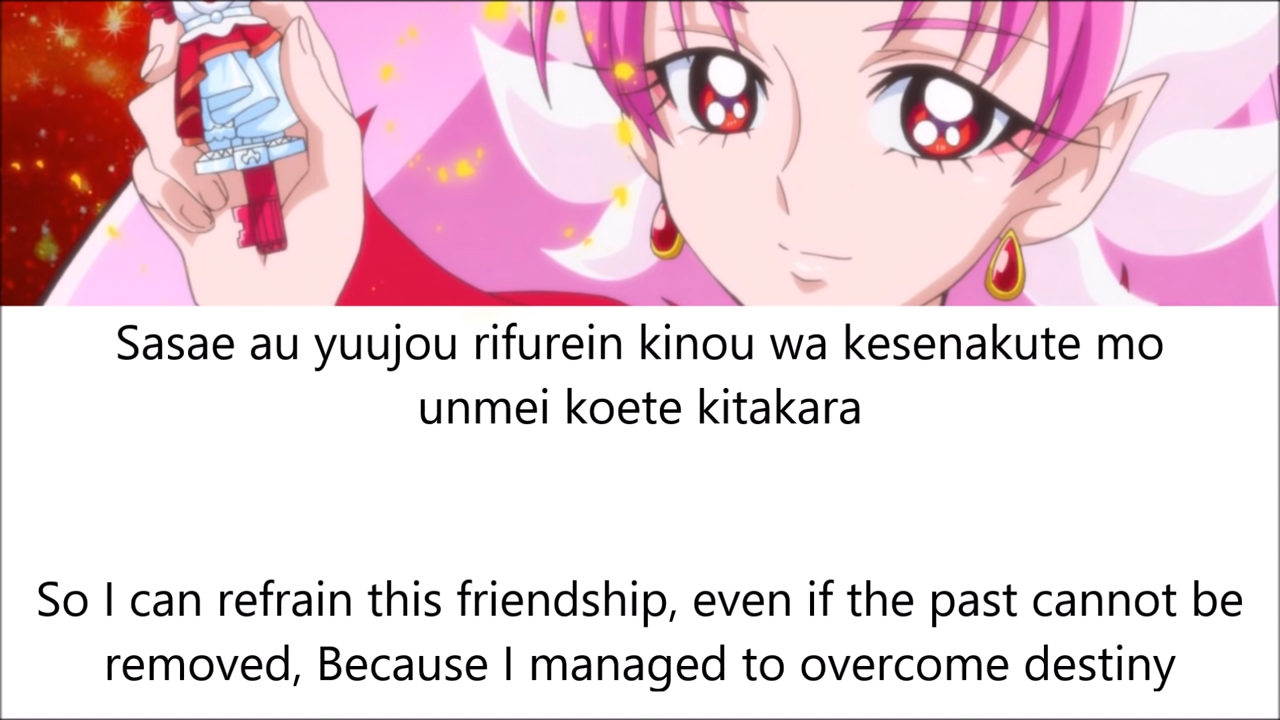 Sasae au yuujou rifurein kinou wa kesenakute mo
unmei koete kitakara
So I can refrain this friendship, even if the past cannot be
removed, Because I managed to overcome destiny